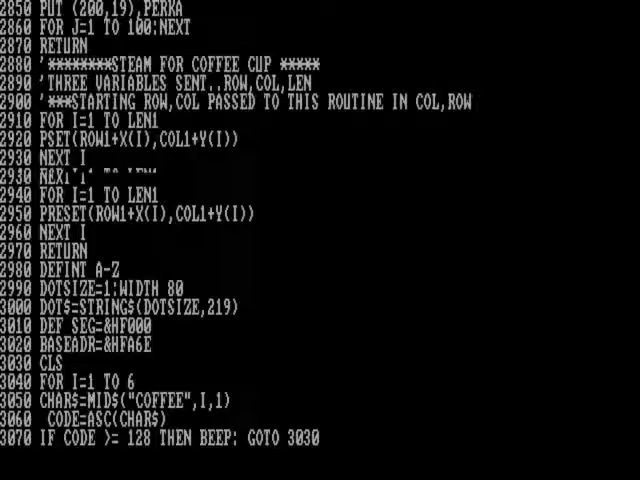 2850 PUT (200,19),PERKA
2860 FOR J=1 TO 100:NEXT
2870 RETURN
2880 '********STEAM FOR COFFEE CUP *****
2890 'THREE VARIABLES SENT..ROW,COL,LEN
2900 '***STARTING ROW,COL PASSED TO THIS ROUTINE IN COL,ROW
2910 FOR I=1 TO LEN1
2920 PSET(ROW1+X(I),COL1+Y(I))
2930 NEXT I
2930
2940 FOR I=1 TO LEN1
2950 PRESET(ROW1+X(I),COL1+Y(I))
2960 NEXT I
2970 RETURN
2980 DEFINT A-Z
2990 DOTSIZE=1:WIDTH 80
3000 DOT$=STRING$(DOTSIZE,219)
3010 DEF SEG=&HF000
3020 BASEADR=&HFA6E
3030 CLS
3040 FOR I=1 TO 6
3050 CHAR$=MID$("COFFEE",I,1)
3060  CODE=ASC(CHAR$)
3070 IF CODE >= 128 THEN BEEP: GOTO 3030